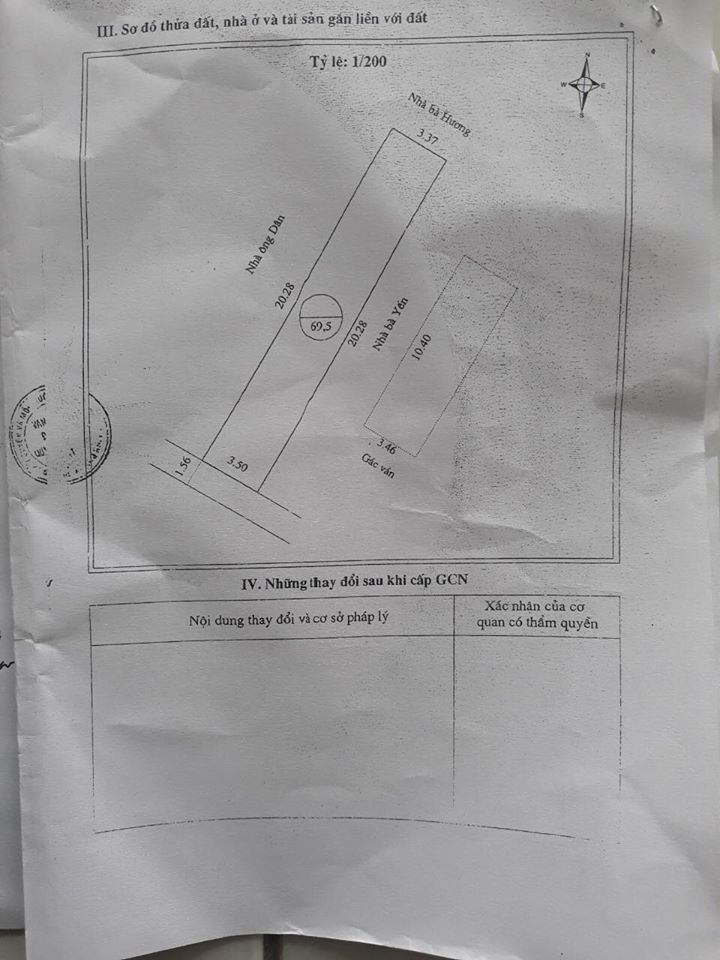 III. Sơ đồ thửa đất, nhà ở và tài sản gắn liền với đất
Tỷ lệ: 1/200
N
W E
S
Nhà bà Hương
3.37
Nhà ông Dân
20.28
69,5
20.28
Nhà bà Yến
10.40
3.46
Gác ván
1.56
3.50
IV. Những thay đổi sau khi cấp GCN
Nội dung thay đổi và cơ sở pháp lý
Xác nhận của cơ
quan có thẩm quyền